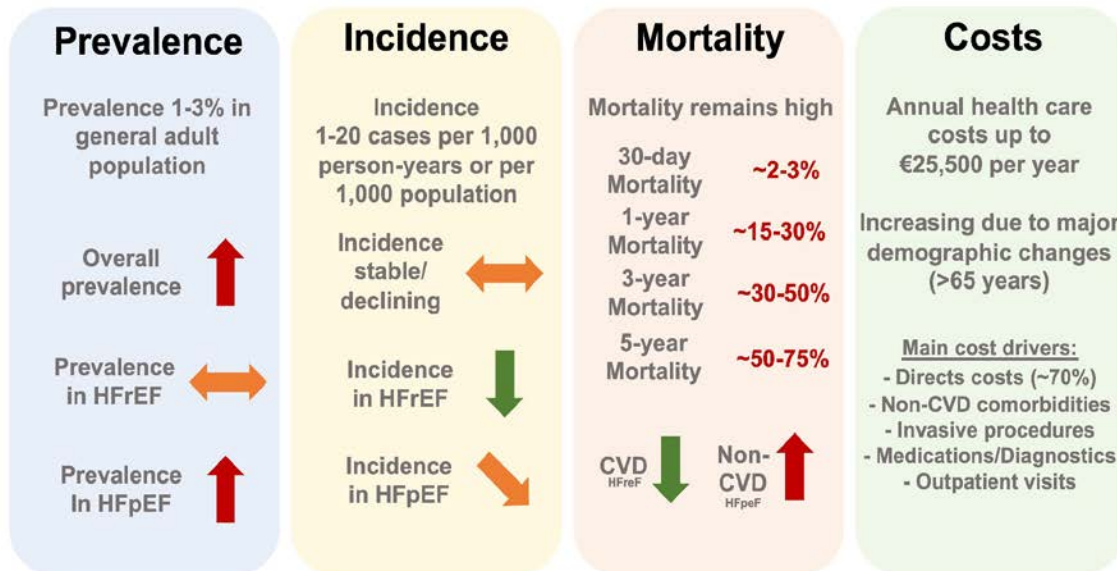 Prevalence
Prevalence 1-3% in
general adult
population
Overall
prevalence
Prevalence
in HFrEF
Prevalence
In HFpEF
Incidence
Incidence
1-20 cases per 1,000
person-years or per
1,000 population
Incidence
stable/
declining
Incidence
in HFrEF
Incidence
in HFpEF
Mortality
Mortality remains high
30-day
Mortality
~2-3%
1-year
Mortality
~15-30%
3-year
Mortality
~30-50%
5-year
Mortality
~50-75%
CVD
HFreF
Non-
CVD
HFpeF
Costs
Annual health care
costs up to
€25,500 per year
Increasing due to major
demographic changes
(>65 years)
Main cost drivers:
- Directs costs (~70%)
- Non-CVD comorbidities
- Invasive procedures
- Medications/Diagnostics
- Outpatient visits